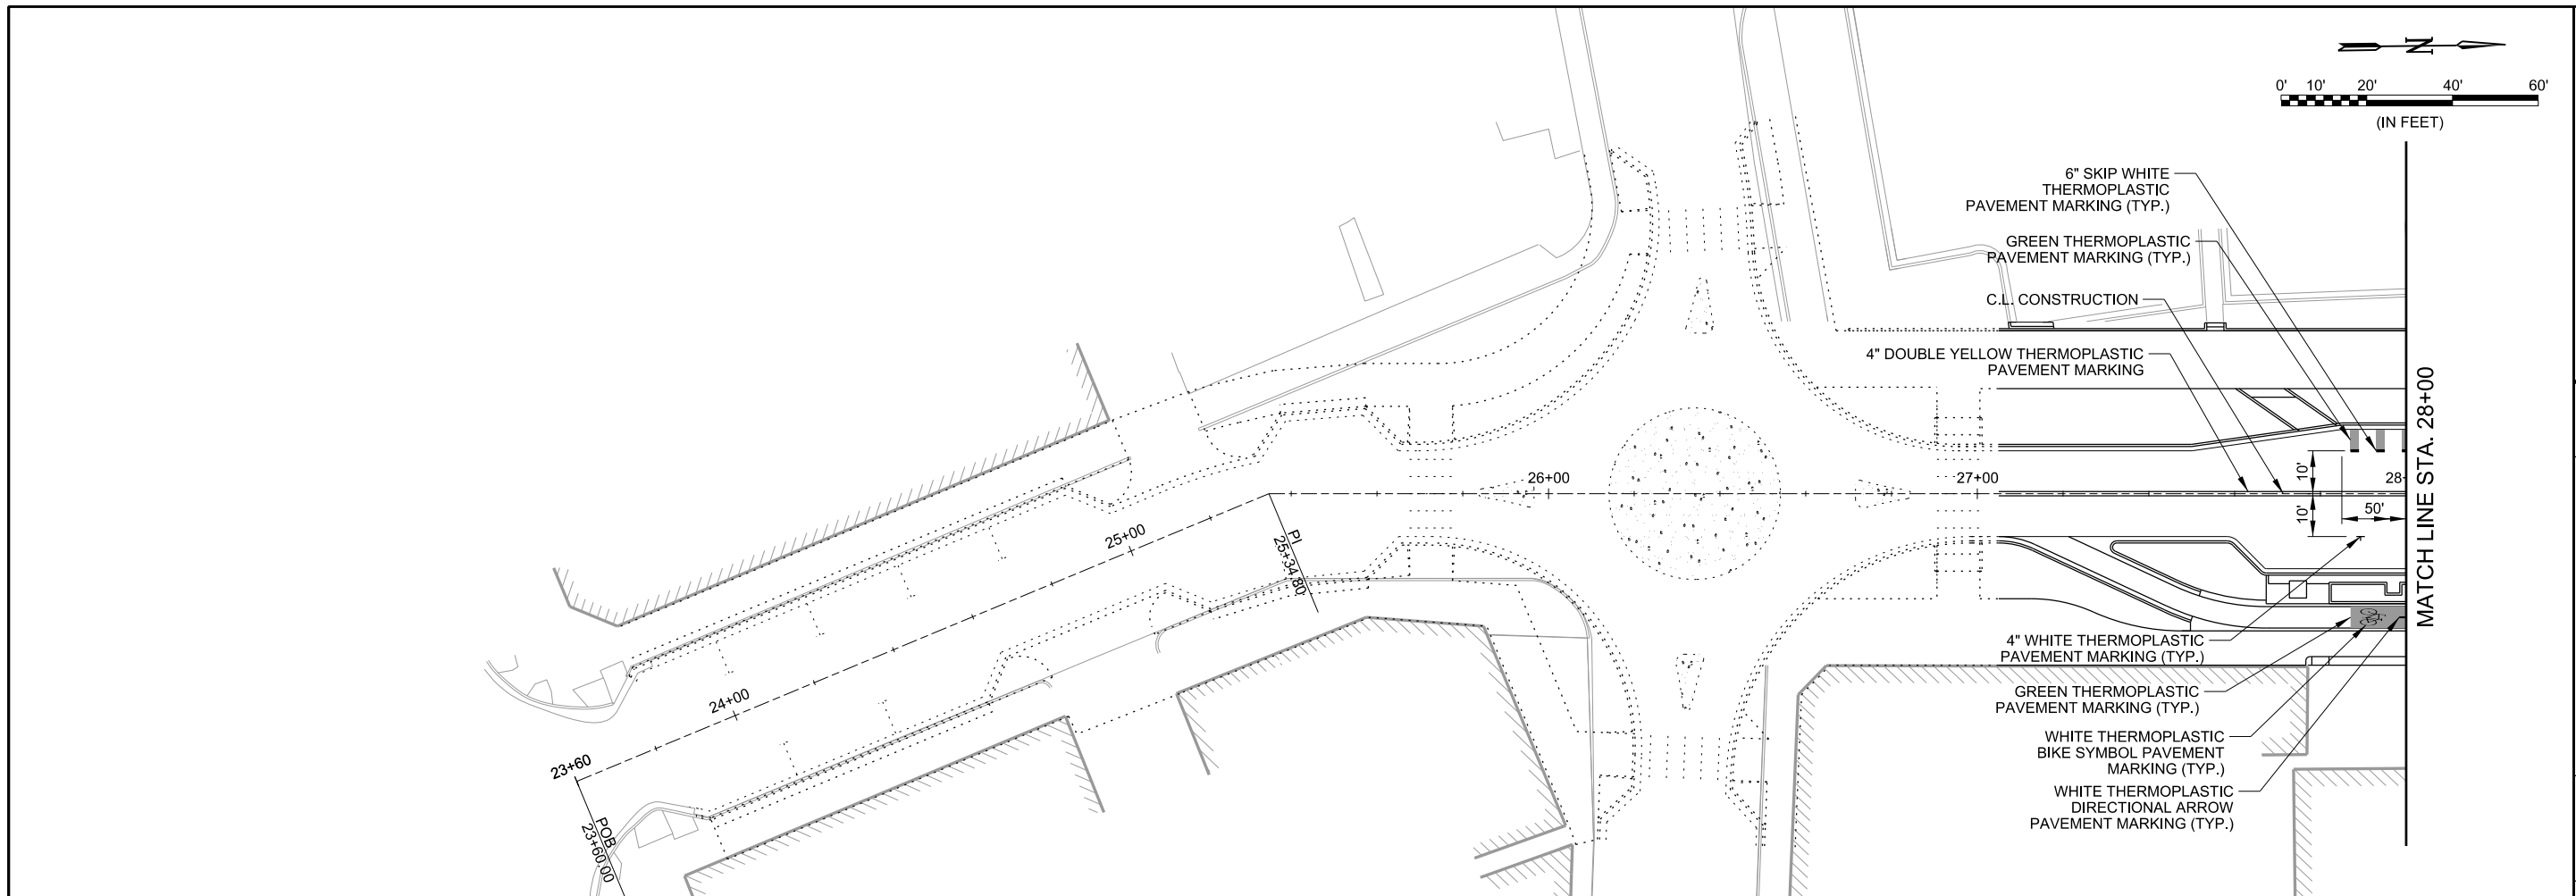 N
0' 10' 20' 40' 60'
(IN FEET)
6" SKIP WHITE
THERMOPLASTIC
PAVEMENT MARKING (TYP.)
GREEN THERMOPLASTIC
PAVEMENT MARKING (TYP.)
C.L. CONSTRUCTION
4" DOUBLE YELLOW THERMOPLASTIC
PAVEMENT MARKING
MATCH LINE STA. 28+00
10'
10'
50'
28+
27+00
26+00
25+00
PI
25+34.80
24+00
23+60
POB
23+60.00
4" WHITE THERMOPLASTIC
PAVEMENT MARKING (TYP.)
GREEN THERMOPLASTIC
PAVEMENT MARKING (TYP.)
WHITE THERMOPLASTIC
BIKE SYMBOL PAVEMENT
MARKING (TYP.)
WHITE THERMOPLASTIC
DIRECTIONAL ARROW
PAVEMENT MARKING (TYP.)